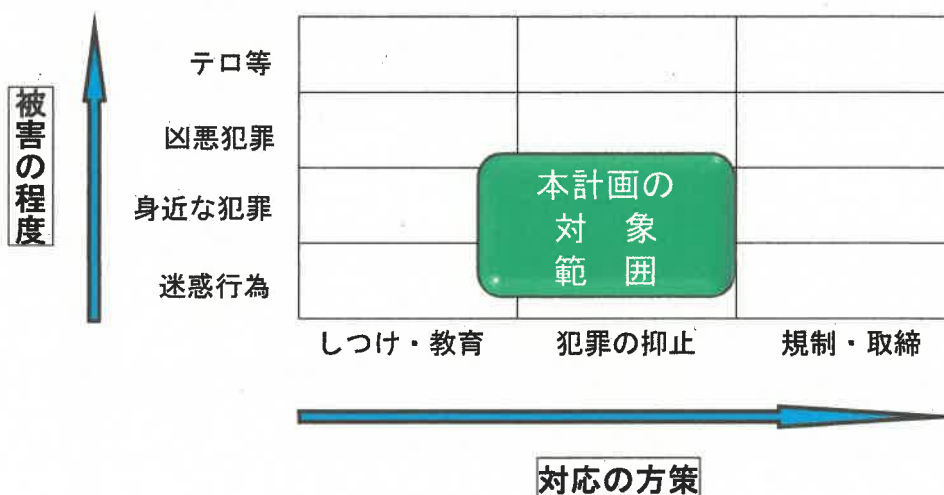 被害の程度
テロ等
凶悪犯罪
身近な犯罪
迷惑行為
本計画の
対　象
範　囲
しつけ・教育
犯罪の抑止
規制・取締
対応の方策